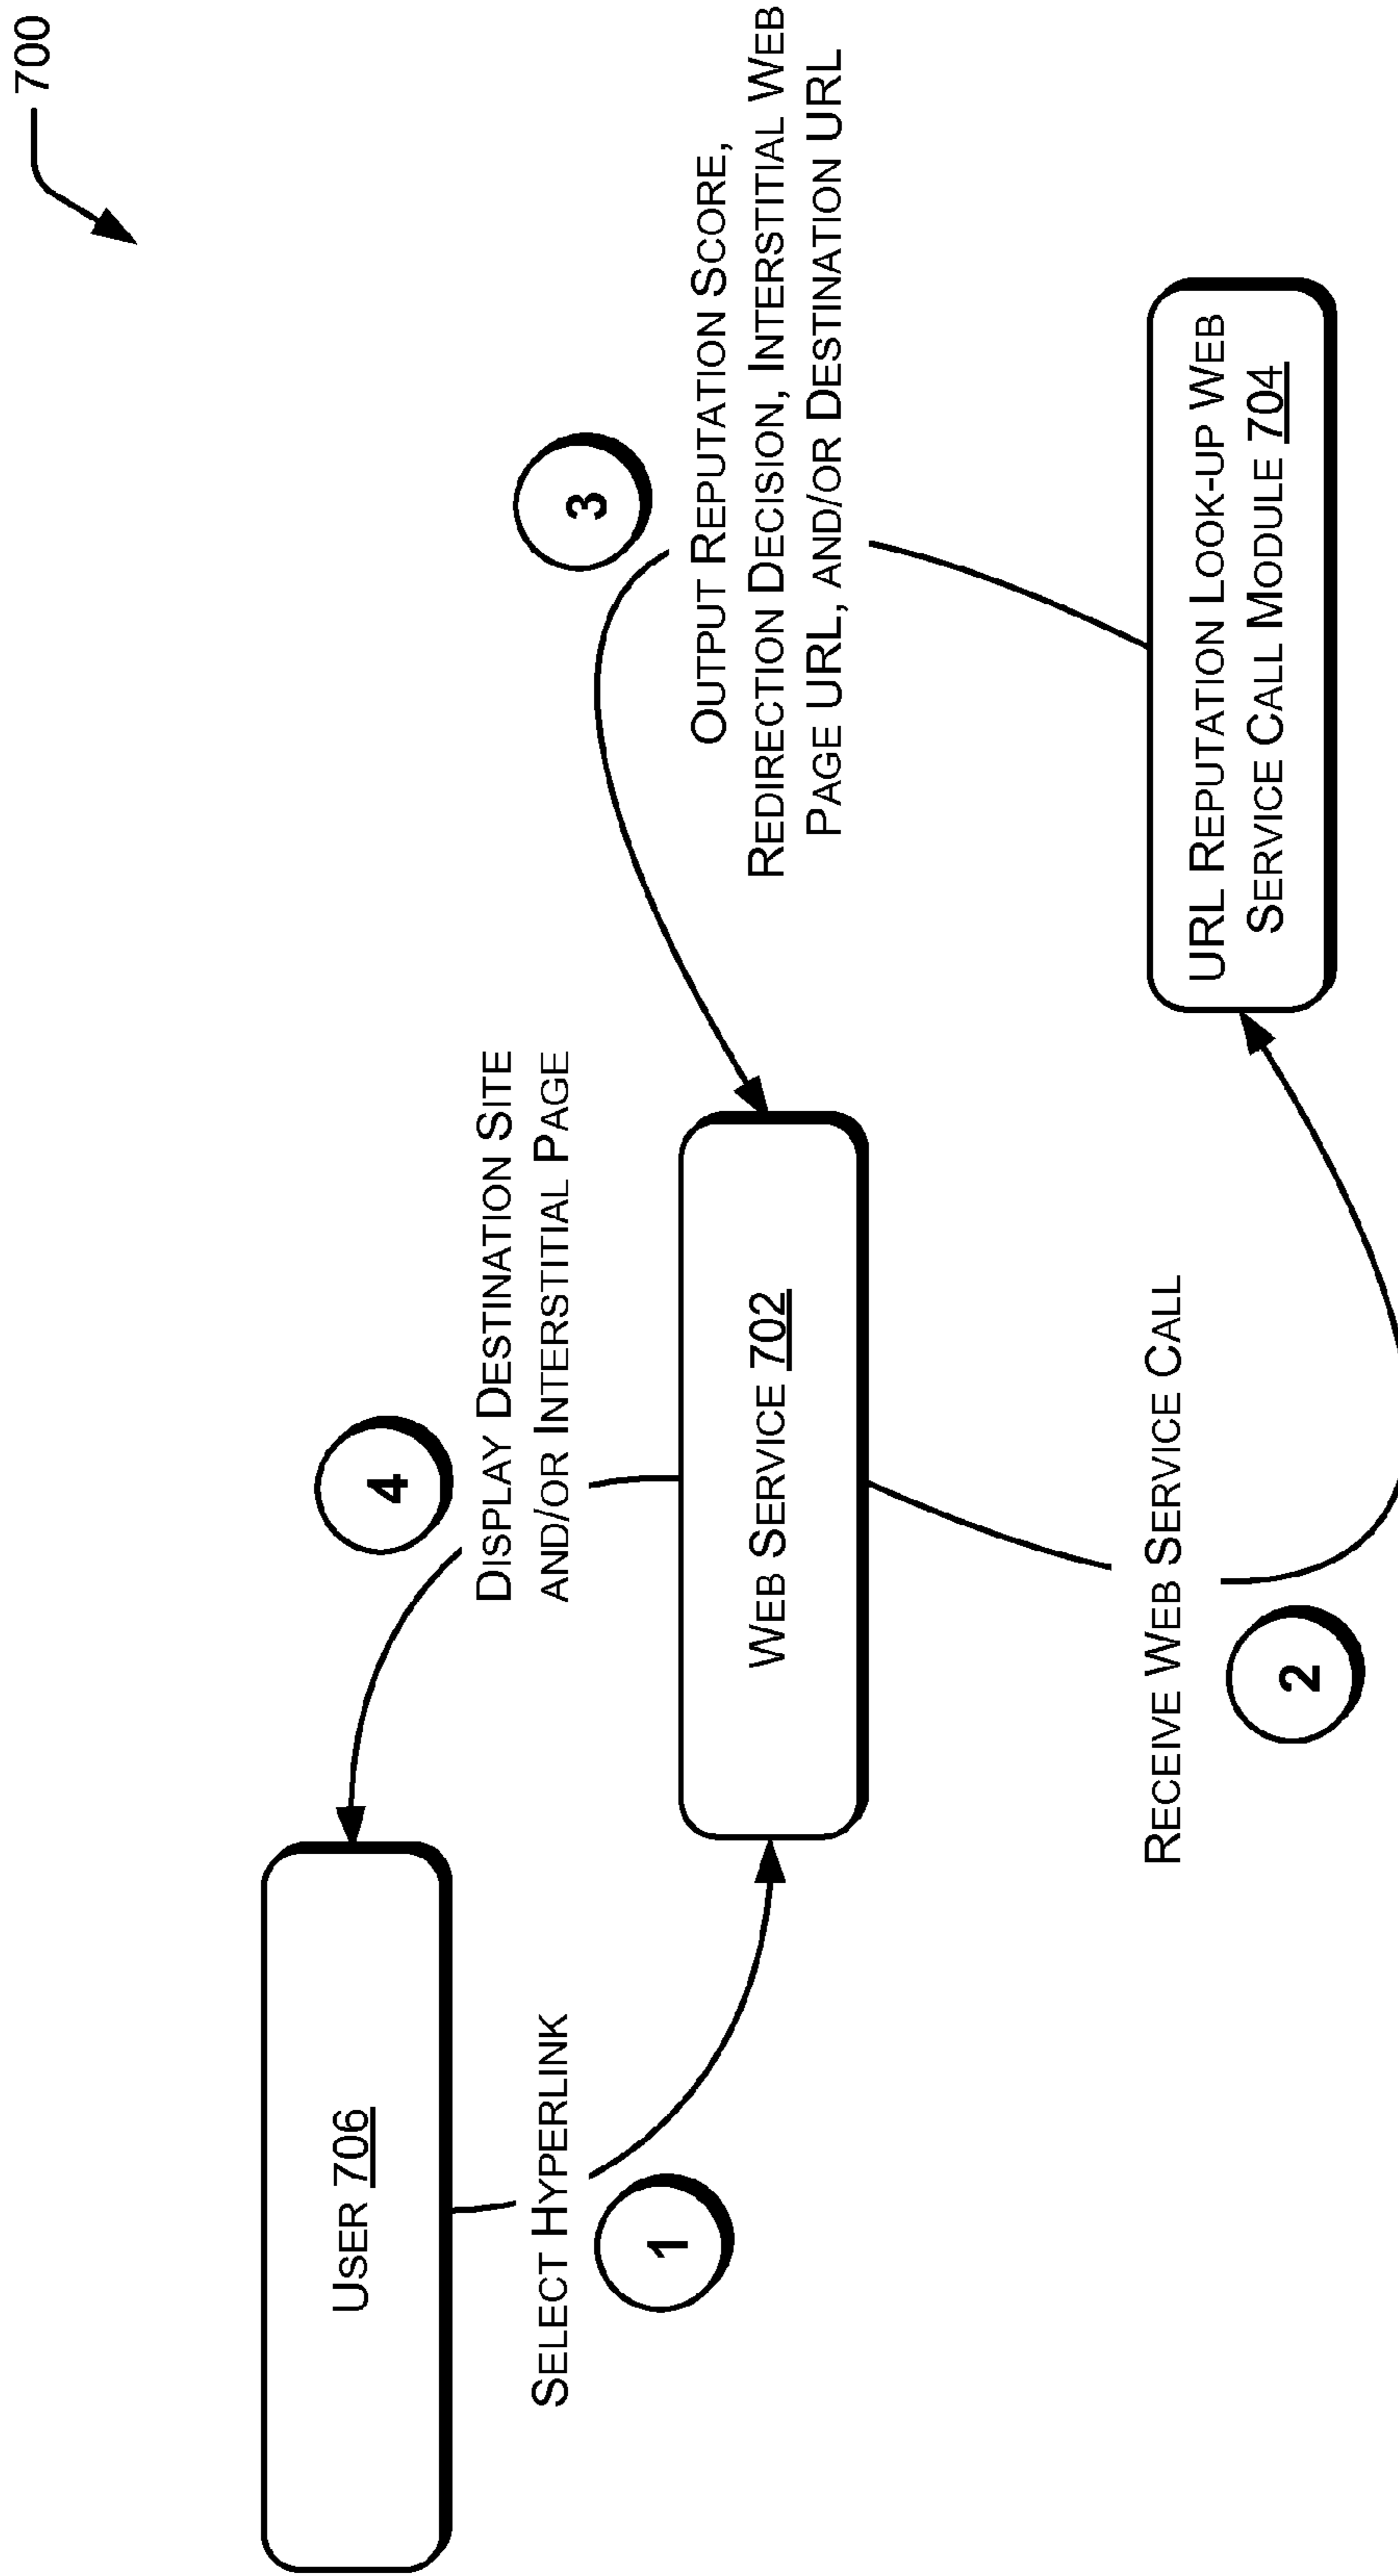 700
USER 706
4
DISPLAY DESTINATION SITE
AND/OR INTERSTITIAL PAGE
SELECT HYPERLINK
1
3
OUTPUT REPUTATION SCORE,
REDIRECTION DECISION, INTERSTITIAL WEB
PAGE URL, AND/OR DESTINATION URL
WEB SERVICE 702
RECEIVE WEB SERVICE CALL
2
URL REPUTATION LOOK-UP WEB
SERVICE CALL MODULE 704